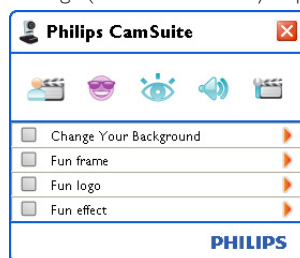 Philips CamSuite
Change Your Background
Fun frame
Fun logo
Fun effect
PHILIPS